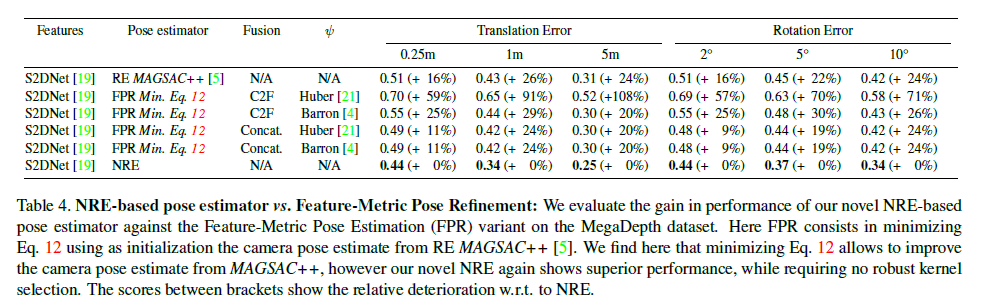 Features Pose estimator Fusion ψ Translation Error Rotation Error
0.25m 1m 5m 2° 5° 10°
S2DNet [19] RE MAGSAC++ [5] N/A N/A 0.51 (+ 16%) 0.43 (+ 26%) 0.31 (+ 24%) 0.51 (+ 16%) 0.45 (+ 22%) 0.42 (+ 24%)
S2DNet [19] FPR Min. Eq. 12 C2F Huber [21] 0.70 (+ 59%) 0.65 (+ 91%) 0.52 (+108%) 0.69 (+ 57%) 0.63 (+ 70%) 0.58 (+ 71%)
S2DNet [19] FPR Min. Eq. 12 C2F Barron [4] 0.55 (+ 25%) 0.44 (+ 29%) 0.30 (+ 20%) 0.55 (+ 25%) 0.48 (+ 30%) 0.43 (+ 26%)
S2DNet [19] FPR Min. Eq. 12 Concat. Huber [21] 0.49 (+ 11%) 0.42 (+ 24%) 0.30 (+ 20%) 0.48 (+ 9%) 0.44 (+ 19%) 0.42 (+ 24%)
S2DNet [19] FPR Min. Eq. 12 Concat. Barron [4] 0.49 (+ 11%) 0.42 (+ 24%) 0.30 (+ 20%) 0.48 (+ 9%) 0.44 (+ 19%) 0.42 (+ 24%)
S2DNet [19] NRE N/A N/A 0.44 (+ 0%) 0.34 (+ 0%) 0.25 (+ 0%) 0.44 (+ 0%) 0.37 (+ 0%) 0.34 (+ 0%)
Table 4. NRE-based pose estimator vs. Feature-Metric Pose Refinement: We evaluate the gain in performance of our novel NRE-based
pose estimator against the Feature-Metric Pose Estimation (FPR) variant on the MegaDepth dataset. Here FPR consists in minimizing
Eq. 12 using as initialization the camera pose estimate from RE MAGSAC++ [5]. We find here that minimizing Eq. 12 allows to improve
the camera pose estimate from MAGSAC++, however our novel NRE again shows superior performance, while requiring no robust kernel
selection. The scores between brackets show the relative deterioration w.r.t. to NRE.